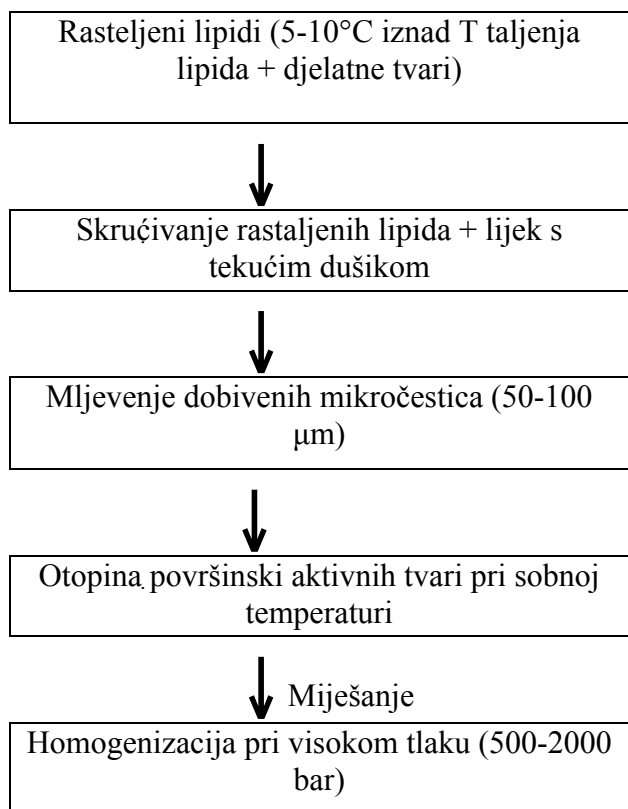 Rasteljeni lipidi (5-10°C iznad T taljenja
lipida + djelatne tvari)
Skrućivanje rastaljenih lipida + lijek s
tekućim dušikom
Mljevenje dobivenih mikročestica (50-100
μm)
Otopina površinski aktivnih tvari pri sobnoj
temperaturi
Miješanje
Homogenizacija pri visokom tlaku (500-2000
bar)